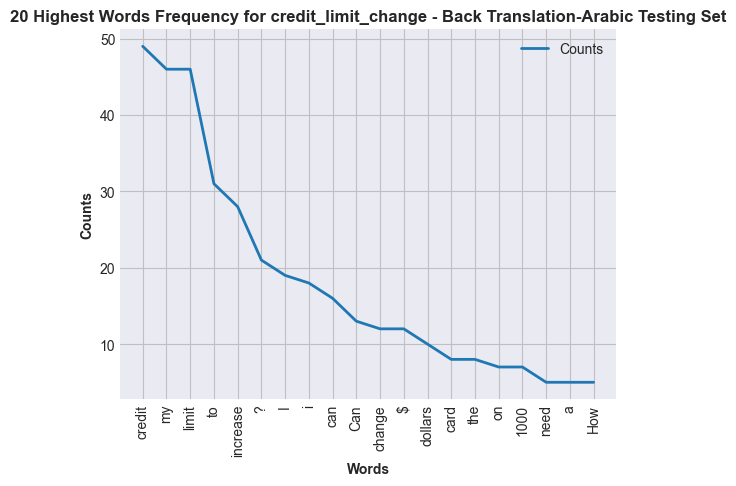 20 Highest Words Frequency for credit_limit_change - Back Translation-Arabic Testing Set
Counts
50
40
30
20
10
Counts
credit
my
limit
to
increase
?
I
i
can
Can
change
$
dollars
card
the
on
1000
need
a
How
Words